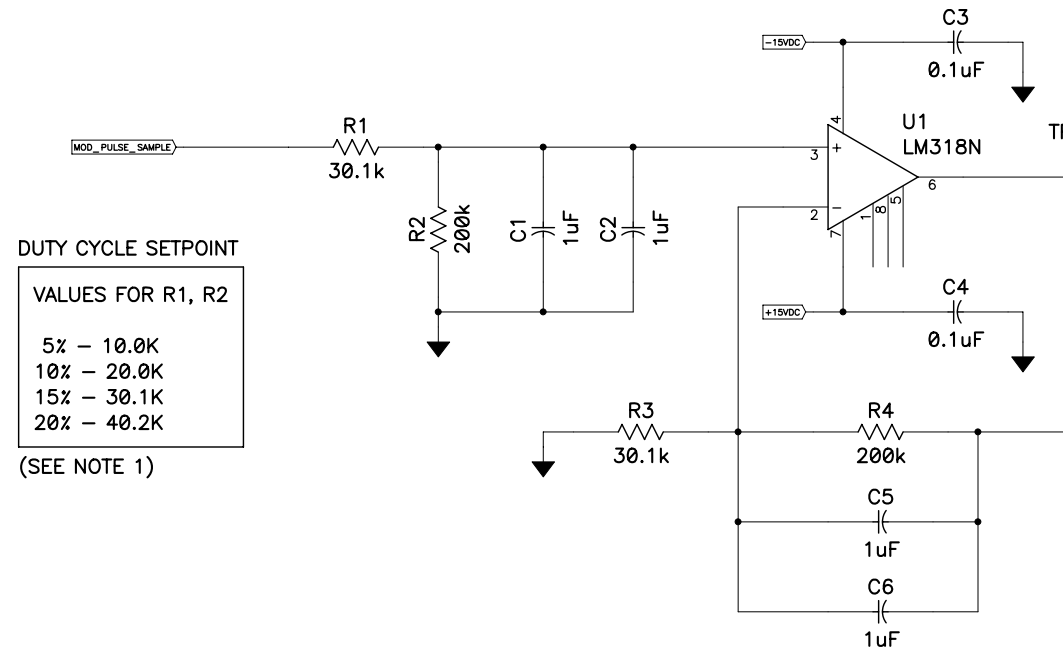 C3
-15VDC
0.1uF
R1
MOD_PULSE_SAMPLE
30.1k
4
U1
LM318N
3
+
6
2
-
1
8
5
7
R2
200k
C1
1uF
C2
1uF
DUTY CYCLE SETPOINT
VALUES FOR R1, R2
5% – 10.0K
10% – 20.0K
15% – 30.1K
20% – 40.2K
(SEE NOTE 1)
C4
+15VDC
0.1uF
R3
30.1k
R4
200k
C5
1uF
C6
1uF